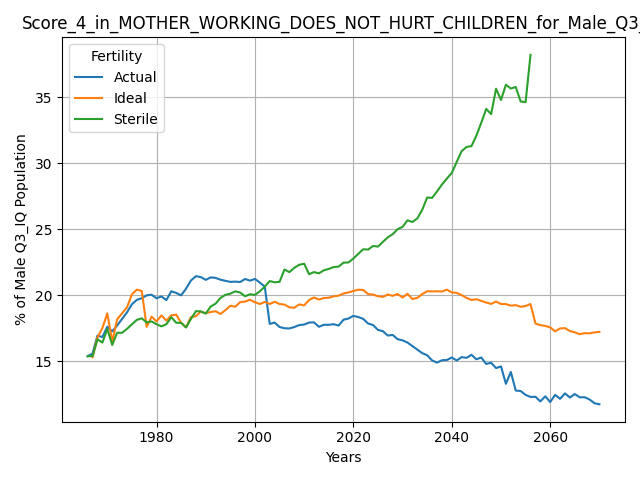 Score_4_in_MOTHER_WORKING_DOES_NOT_HURT_CHILDREN_for_Male_Q3_
Fertility
Actual
Ideal
Sterile
% of Male Q3_IQ Population
35
30
25
20
15
1980
2000
2020
2040
2060
Years